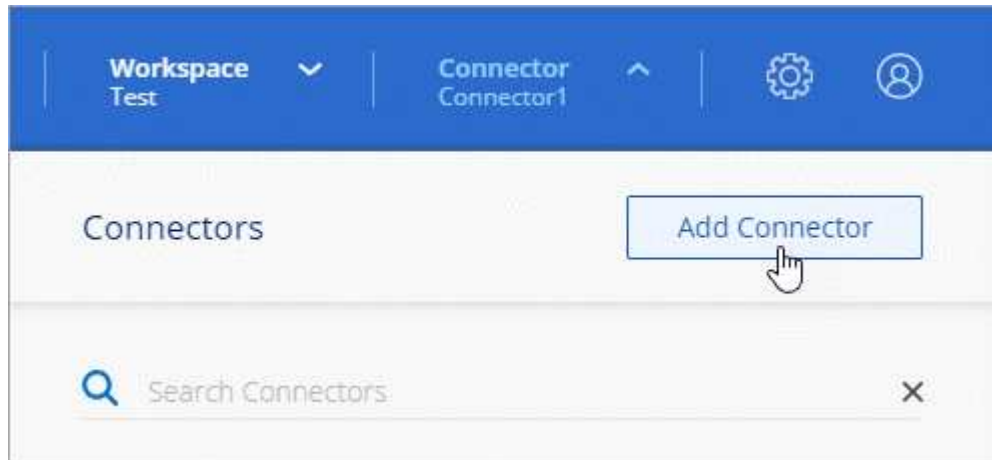 Workspace
Test
Connector
Connector1
Connectors
Add Connector
Search Connectors